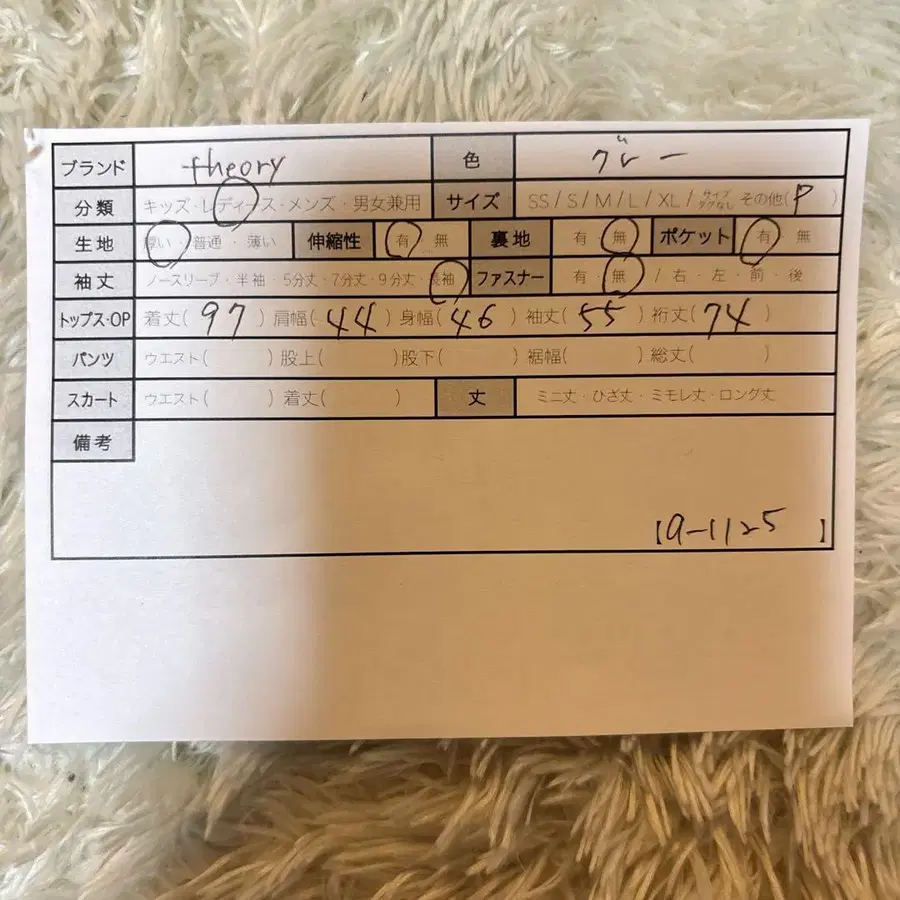 ブランド theory 色 グレー
分類 キッズ・レディース・メンズ・男女兼用 サイズ SS / S / M / L / XL / サイズタグなし その他( P )
生地 厚い・普通・薄い 伸縮性 有・無 裏地 有・無 ポケット 有・無
袖丈 ノースリーブ・半袖・5分丈・7分丈・9分丈・長袖 ファスナー 有・無 / 右・左・前・後
トップス・OP 着丈( 97 ) 肩幅( 44 ) 身幅( 46 ) 袖丈( 55 ) 裄丈( 74 )
パンツ ウエスト( ) 股上( ) 股下( ) 裾幅( ) 総丈( )
スカート ウエスト( ) 着丈( ) 丈 ミニ丈・ひざ丈・ミモレ丈・ロング丈
備考
【a-1125 】